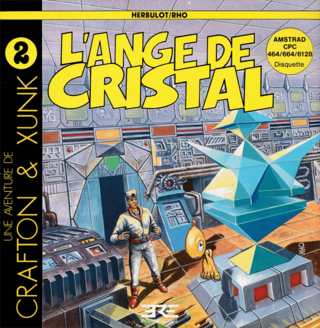 HERBULOT/RHO
L'ANGE DE
CRISTAL
AMSTRAD
CPC
464/664/6128
Disquette
2
UNE AVENTURE DE
CRAFTON & XUNK
ERE